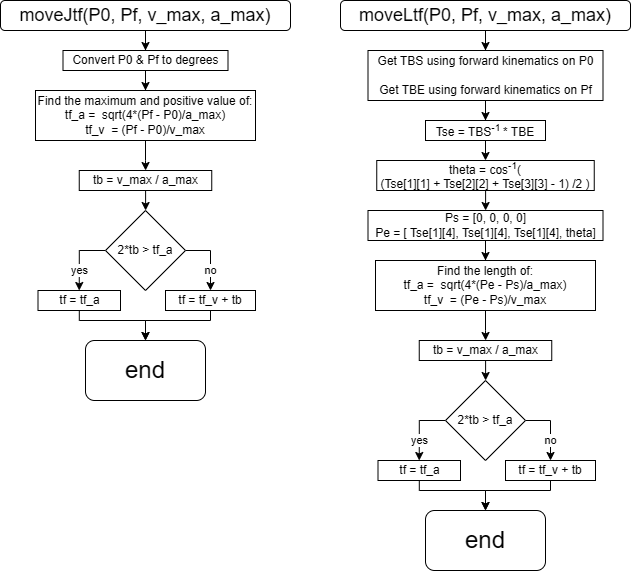 moveJtf(P0, Pf, v_max, a_max)
Convert P0 & Pf to degrees
Find the maximum and positive value of:
tf_a = sqrt(4*(Pf - P0)/a_max)
tf_v = (Pf - P0)/v_max
tb = v_max / a_max
2*tb > tf_a
yes
no
tf = tf_a
tf = tf_v + tb
end
moveLtf(P0, Pf, v_max, a_max)
Get TBS using forward kinematics on P0
Get TBE using forward kinematics on Pf
Tse = TBS⁻¹ * TBE
theta = cos⁻¹(
(Tse[1][1] + Tse[2][2] + Tse[3][3] - 1) /2 )
Ps = [0, 0, 0, 0]
Pe = [ Tse[1][4], Tse[1][4], Tse[1][4], theta]
Find the length of:
tf_a = sqrt(4*(Pe - Ps)/a_max)
tf_v = (Pe - Ps)/v_max
tb = v_max / a_max
2*tb > tf_a
yes
no
tf = tf_a
tf = tf_v + tb
end